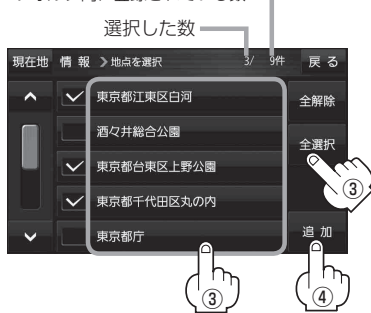 選択した数
現在地 情報 地点を選択 3/ 9件 戻る
東京都江東区白河 全解除
酒々井総合公園
全選択
東京都台東区上野公園
③
東京都千代田区丸の内
東京都庁 追加
③ ④